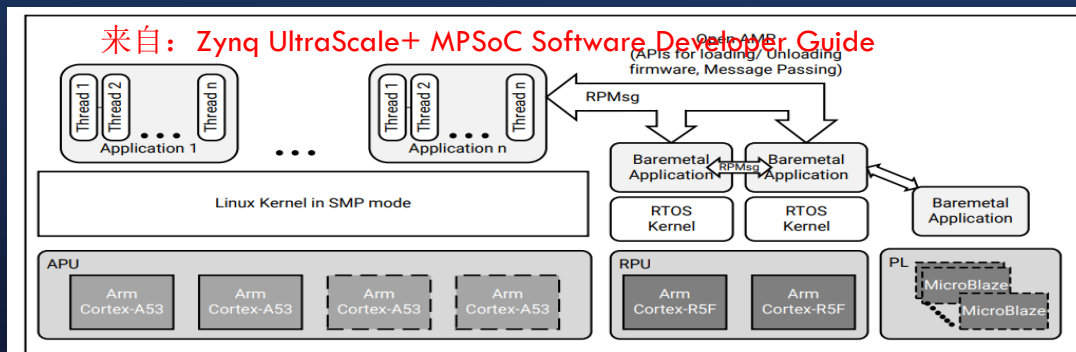 来自：Zynq UltraScale+ MPSoC Software Developer Guide
Open AMP
(APIs for loading/ Unloading
firmware, Message Passing)
RPMsg
Thread 1
Thread 2
Thread n
Application 1
Thread 1
Thread 2
Thread n
Application n
Baremetal
Application
RPMsg
Baremetal
Application
Baremetal
Application
Linux Kernel in SMP mode
RTOS
Kernel
RTOS
Kernel
APU
Arm
Cortex-A53
Arm
Cortex-A53
Arm
Cortex-A53
Arm
Cortex-A53
RPU
Arm
Cortex-R5F
Arm
Cortex-R5F
PL
MicroBlaze
MicroBlaze